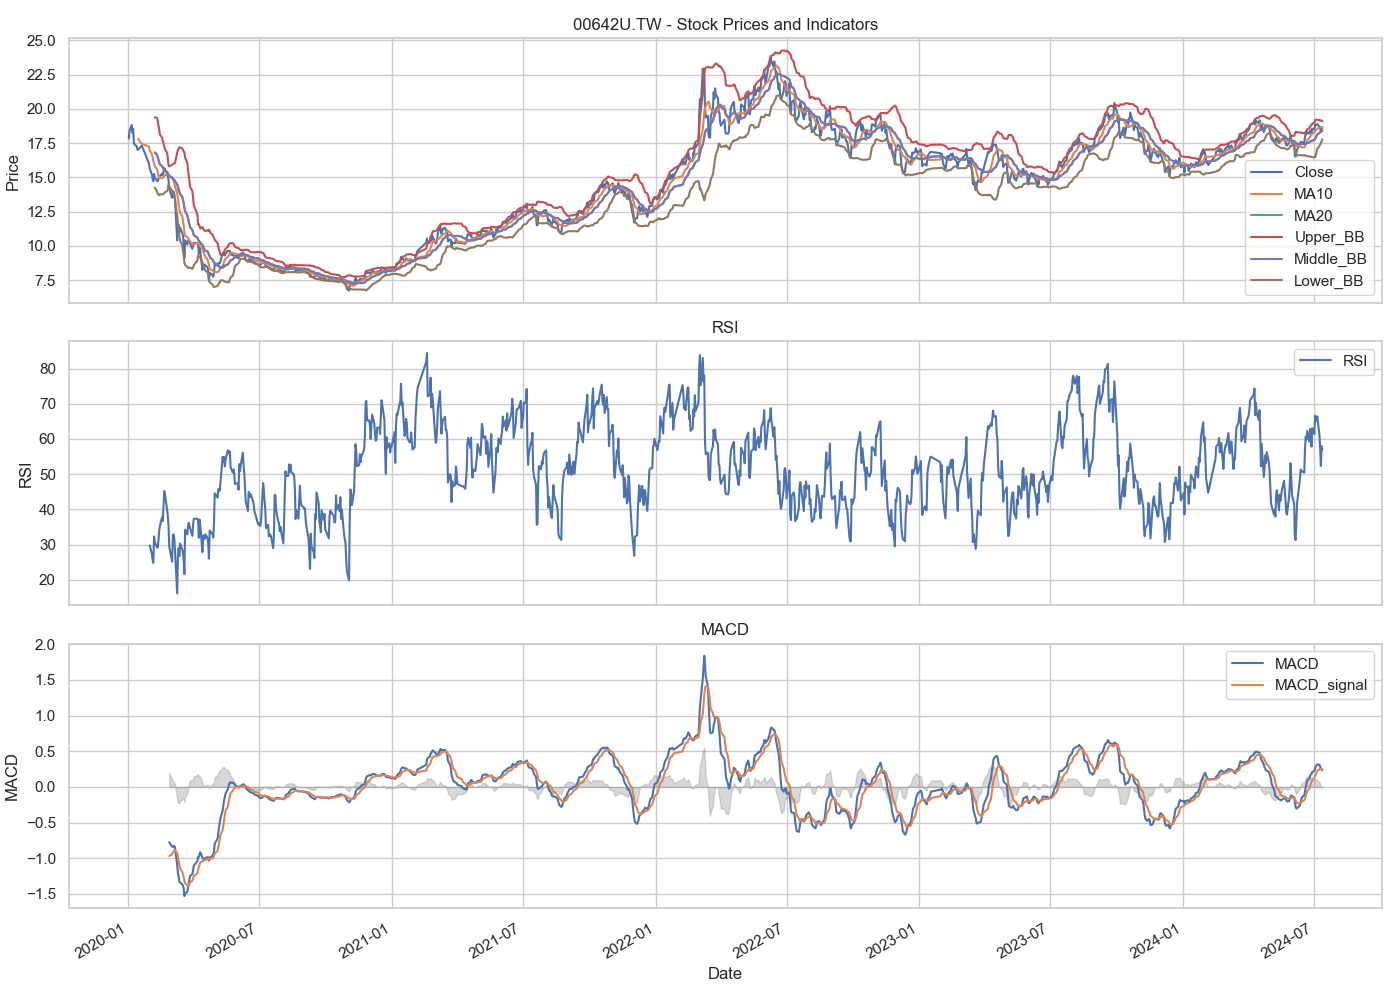 00642U.TW - Stock Prices and Indicators
25.0
22.5
20.0
17.5
15.0
12.5
10.0
7.5
Price
Close
MA10
MA20
Upper_BB
Middle_BB
Lower_BB
RSI
80
70
60
50
40
30
20
RSI
RSI
MACD
2.0
1.5
1.0
0.5
0.0
−0.5
−1.0
−1.5
MACD
MACD
MACD_signal
2020-01
2020-07
2021-01
2021-07
2022-01
2022-07
2023-01
2023-07
2024-01
2024-07
Date